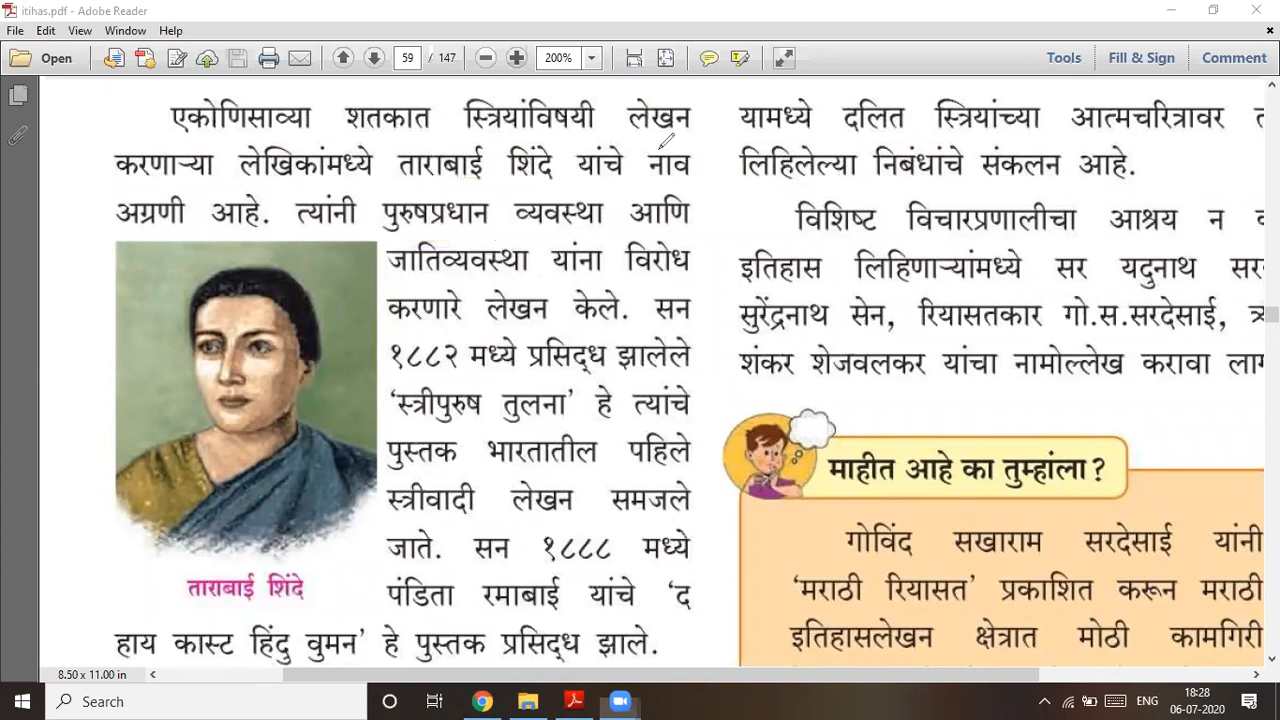 itihas.pdf - Adobe Reader
File Edit View Window Help
Open 59 / 147 200% Tools Fill & Sign Comment
एकोणिसाव्या शतकात स्त्रियांविषयी लेखन
करणाऱ्या लेखिकांमध्ये ताराबाई शिंदे यांचे नाव
अग्रणी आहे. त्यांनी पुरुषप्रधान व्यवस्था आणि
जातिव्यवस्था यांना विरोध
करणारे लेखन केले. सन
१८८२ मध्ये प्रसिद्ध झालेले
‘स्त्रीपुरुष तुलना’ हे त्यांचे
पुस्तक भारतातील पहिले
स्त्रीवादी लेखन समजले
जाते. सन १८८८ मध्ये
पंडिता रमाबाई यांचे ‘द
हाय कास्ट हिंदु वुमन’ हे पुस्तक प्रसिद्ध झाले.
ताराबाई शिंदे
यामध्ये दलित स्त्रियांच्या आत्मचरित्रावर
लिहिलेल्या निबंधांचे संकलन आहे.
विशिष्ट विचारप्रणालीचा आश्रय न
इतिहास लिहिणाऱ्यांमध्ये सर यदुनाथ
सुरेंद्रनाथ सेन, रियासतकार गो.स.सरदेसाई,
शंकर शेजवलकर यांचा नामोल्लेख करावा
माहीत आहे का तुम्हांला ?
गोविंद सखाराम सरदेसाई यांनी
‘मराठी रियासत’ प्रकाशित करून मराठी
इतिहासलेखन क्षेत्रात मोठी कामगिरी
8.50 x 11.00 in
Search
ENG
18:28
06-07-2020